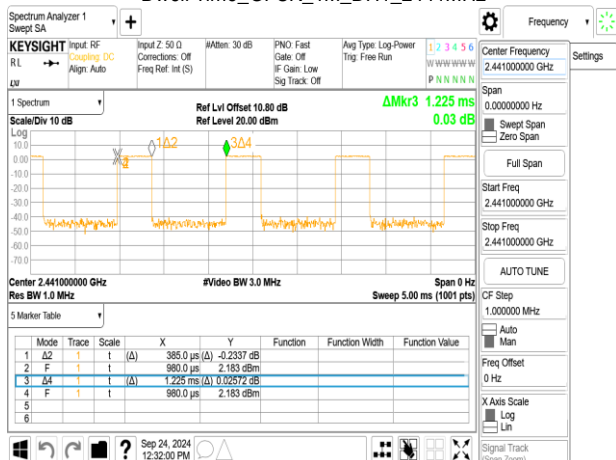 Spectrum Analyzer 1
Swept SA
Frequency
Settings
KEYSIGHT
RL
Input: RF
Coupling: DC
Align: Auto
Input Z: 50 Ω
Corrections: Off
Freq Ref: Int (S)
#Atten: 30 dB
PNO: Fast
Gate: Off
IF Gain: Low
Sig Track: Off
Avg Type: Log-Power
Trig: Free Run
1 2 3 4 5 6
W W W W W W
P N N N N N
1 Spectrum
Scale/Div 10 dB
Ref Lvl Offset 10.80 dB
Ref Level 20.00 dBm
ΔMkr3 1.225 ms
0.03 dB
Log
10.0
0.00
-10.0
-20.0
-30.0
-40.0
-50.0
-60.0
-70.0
1Δ2
3Δ4
Center 2.441000000 GHz
Res BW 1.0 MHz
#Video BW 3.0 MHz
Span 0 Hz
Sweep 5.00 ms (1001 pts)
5 Marker Table
Mode Trace Scale X Y Function Function Width Function Value
1 Δ2 1 t (Δ) 385.0 µs (Δ) -0.2337 dB
2 F 1 t 980.0 µs 2.183 dBm
3 Δ4 1 t (Δ) 1.225 ms (Δ) 0.02572 dB
4 F 1 t 980.0 µs 2.183 dBm
5
6
Sep 24, 2024
12:32:00 PM
Center Frequency
2.441000000 GHz
Span
0.00000000 Hz
Swept Span
Zero Span
Full Span
Start Freq
2.441000000 GHz
Stop Freq
2.441000000 GHz
AUTO TUNE
CF Step
1.000000 MHz
Auto
Man
Freq Offset
0 Hz
X Axis Scale
Log
Lin
Signal Track
(Span Zoom)